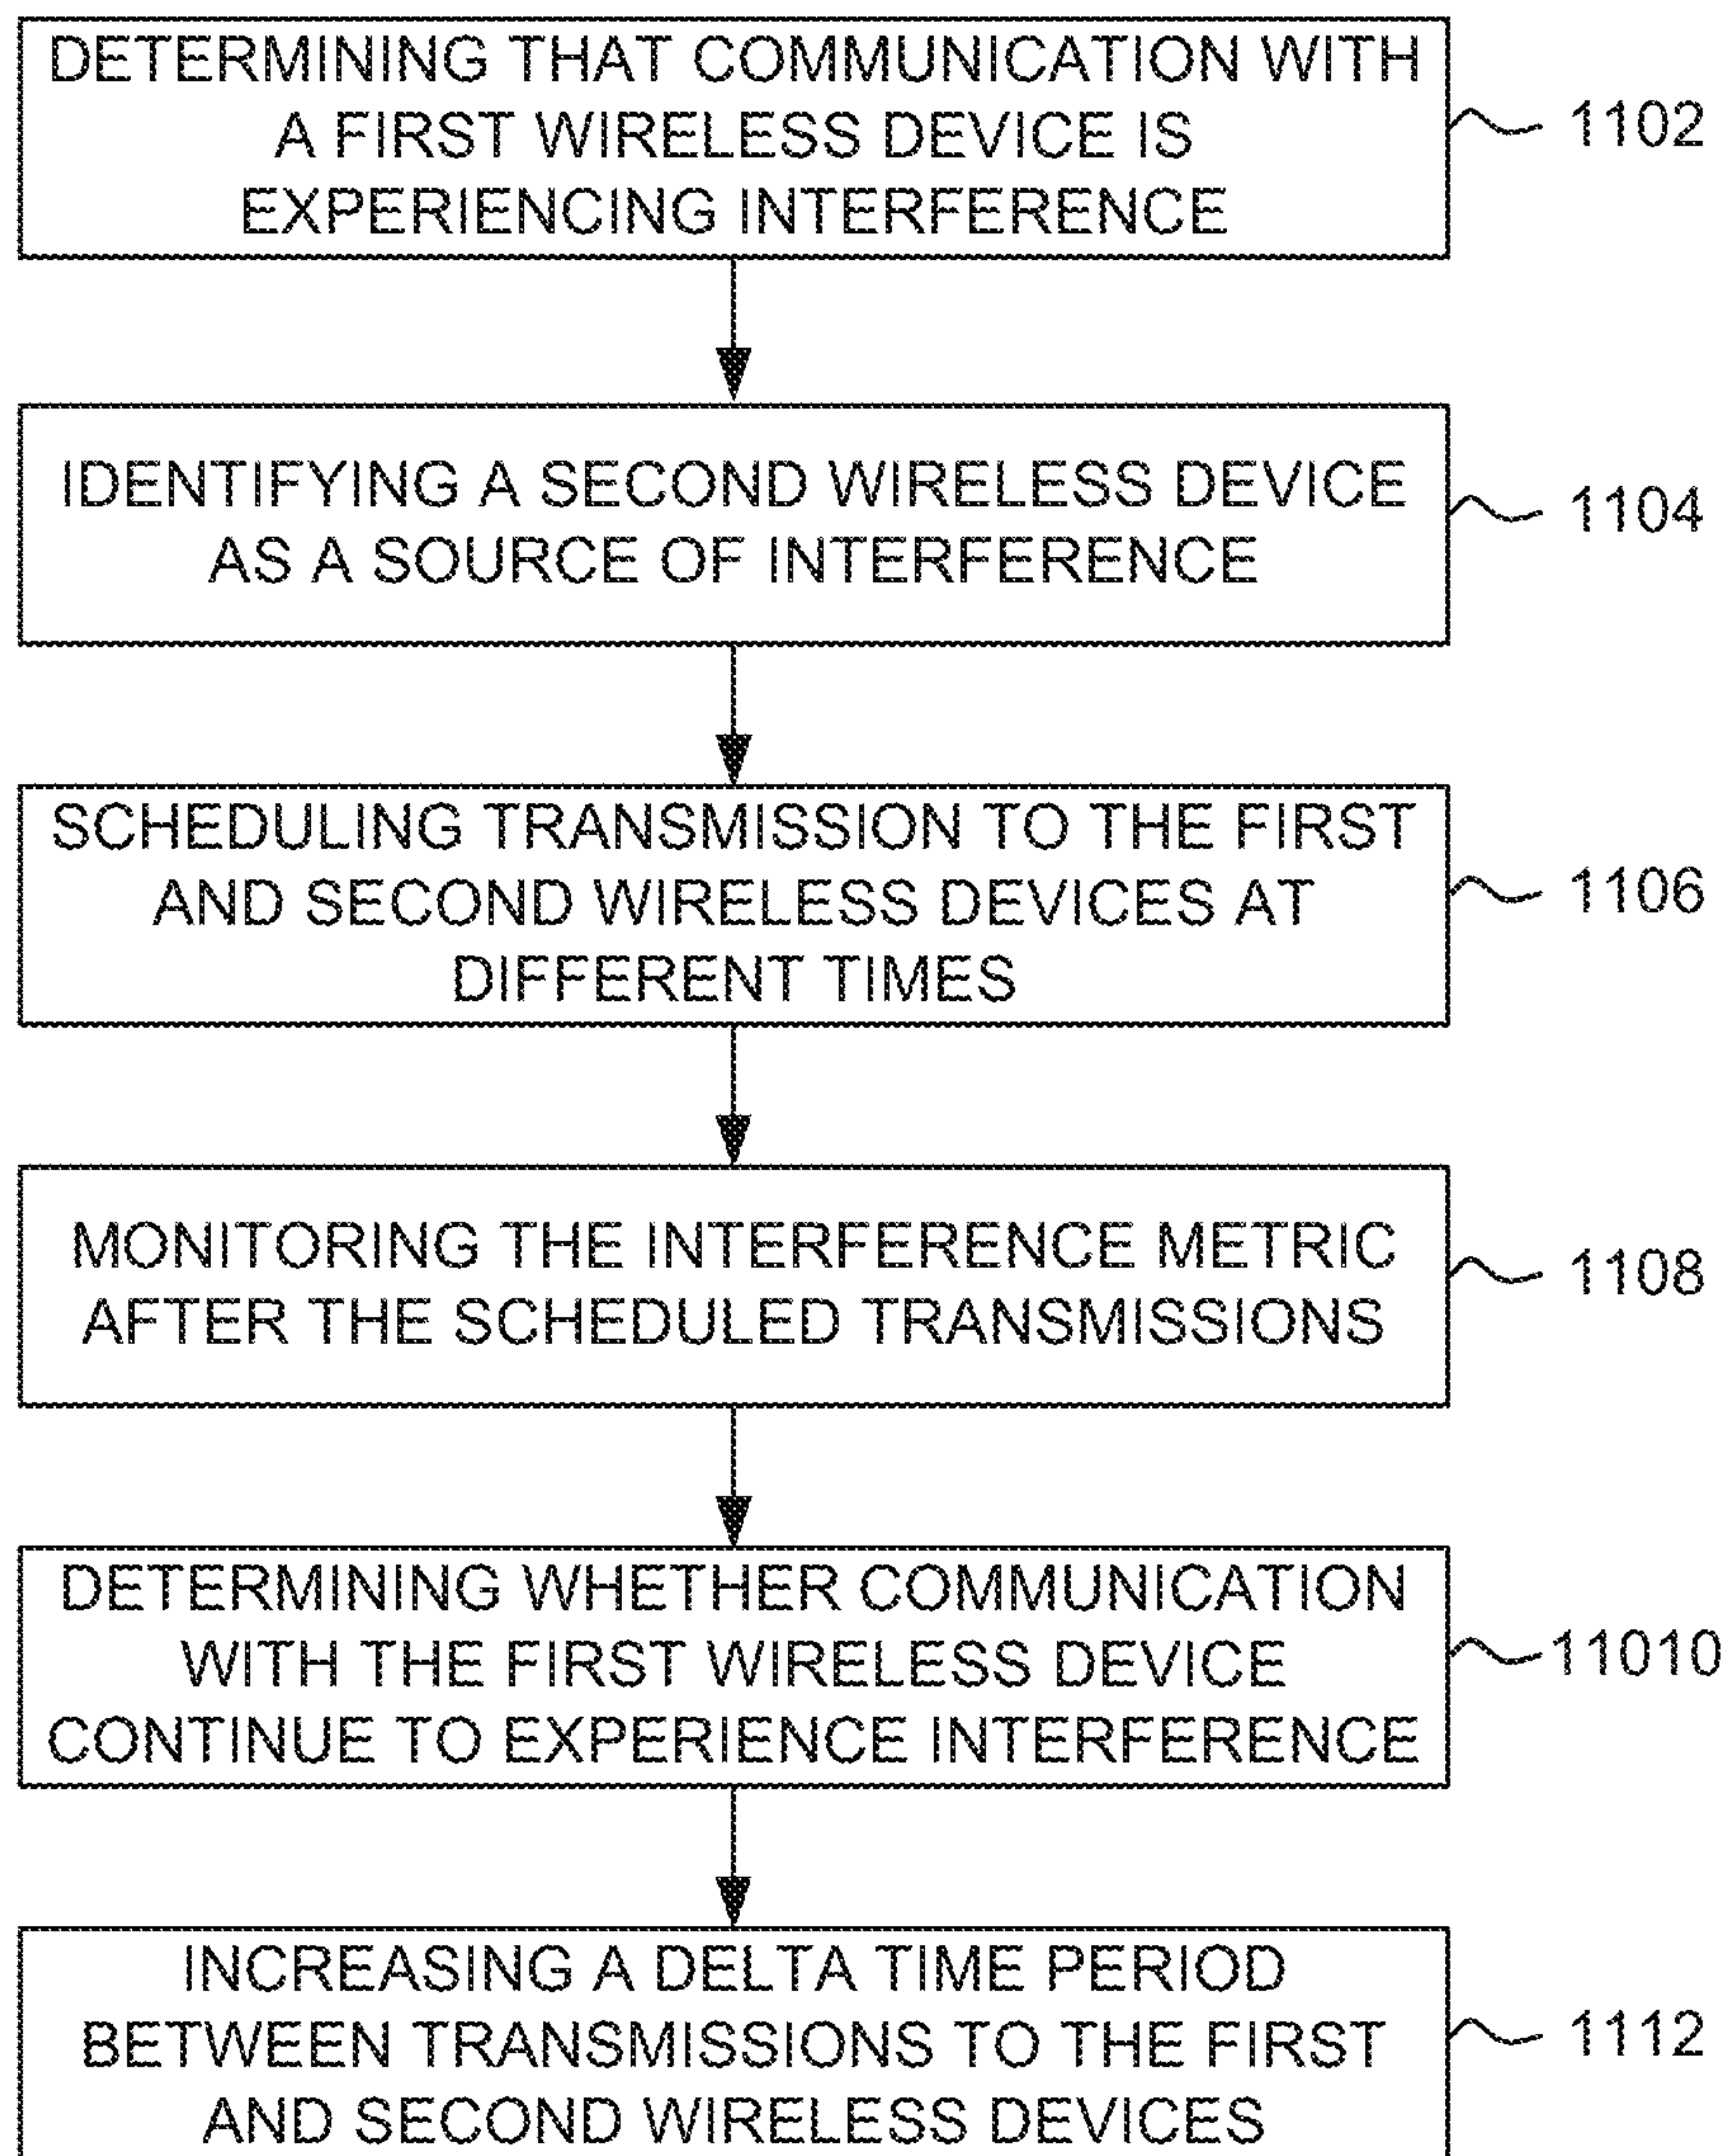 DETERMINING THAT COMMUNICATION WITH
A FIRST WIRELESS DEVICE IS
EXPERIENCING INTERFERENCE
1102
IDENTIFYING A SECOND WIRELESS DEVICE
AS A SOURCE OF INTERFERENCE
1104
SCHEDULING TRANSMISSION TO THE FIRST
AND SECOND WIRELESS DEVICES AT
DIFFERENT TIMES
1106
MONITORING THE INTERFERENCE METRIC
AFTER THE SCHEDULED TRANSMISSIONS
1108
DETERMINING WHETHER COMMUNICATION
WITH THE FIRST WIRELESS DEVICE
CONTINUE TO EXPERIENCE INTERFERENCE
11010
INCREASING A DELTA TIME PERIOD
BETWEEN TRANSMISSIONS TO THE FIRST
AND SECOND WIRELESS DEVICES
1112